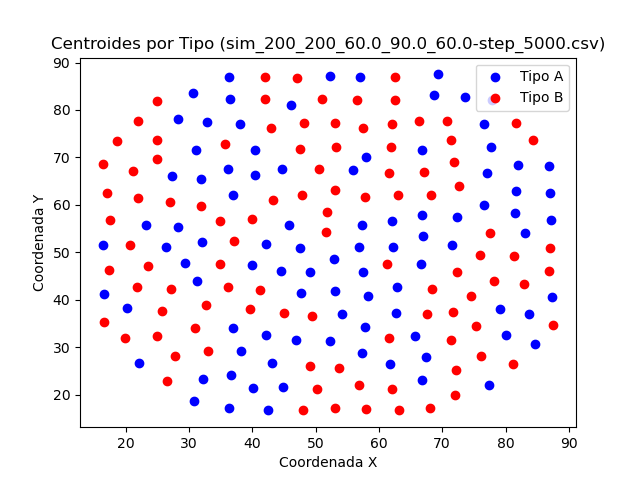 Centroides por Tipo (sim_200_200_60.0_90.0_60.0-step_5000.csv)
Tipo A
Tipo B
90
80
70
60
50
40
30
20
Coordenada Y
20 30 40 50 60 70 80 90
Coordenada X